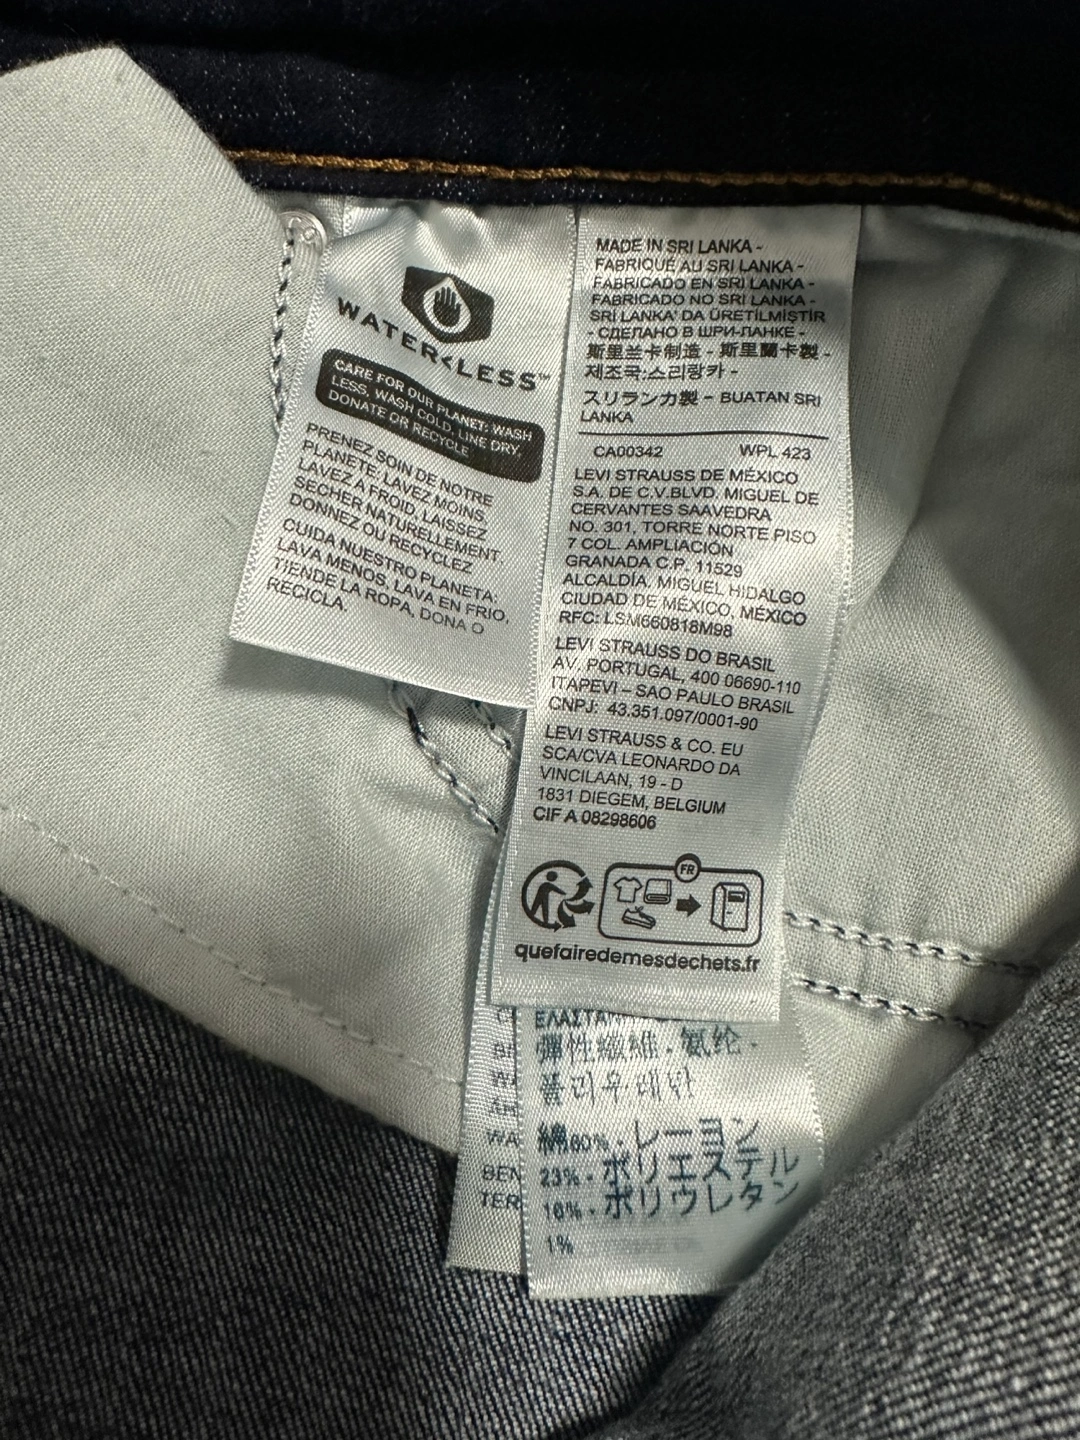 WATER<LESS™
CARE FOR OUR PLANET: WASH
LESS, WASH COLD, LINE DRY,
DONATE OR RECYCLE
PRENEZ SOIN DE NOTRE
PLANETE: LAVEZ MOINS,
LAVEZ À FROID, LAISSEZ
SECHER NATURELLEMENT.
DONNEZ OU RECYCLEZ
CUIDA NUESTRO PLANETA:
LAVA MENOS, LAVA EN FRIO,
TIENDE LA ROPA, DONA O
RECICLA.
MADE IN SRI LANKA -
FABRIQUÉ AU SRI LANKA -
FABRICADO EN SRI LANKA -
FABRICADO NO SRI LANKA -
SRİ LANKA' DA ÜRETİLMİŞTİR
- СДЕЛАНО В ШРИ-ЛАНКЕ -
斯里兰卡制造 - 斯里蘭卡製 -
제조국:스리랑카 -
スリランカ製 - BUATAN SRI
LANKA
CA00342 WPL 423
LEVI STRAUSS DE MÉXICO
S.A. DE C.V.BLVD. MIGUEL DE
CERVANTES SAAVEDRA
NO. 301, TORRE NORTE PISO
7 COL. AMPLIACIÓN
GRANADA C.P. 11529
ALCALDÍA. MIGUEL HIDALGO
CIUDAD DE MÉXICO, MÉXICO
RFC: LSM660818M98
LEVI STRAUSS DO BRASIL
AV. PORTUGAL, 400 06690-110
ITAPEVI – SAO PAULO BRASIL
CNPJ: 43.351.097/0001-90
LEVI STRAUSS & CO. EU
SCA/CVA LEONARDO DA
VINCILAAN, 19 - D
1831 DIEGEM, BELGIUM
CIF A 08298606
FR
quefairedemesdechets.fr
彈性纖維 · 氨纶 ·
폴리우레탄
綿60% · レーヨン
23% · ポリエステル
16% · ポリウレタン
1%
WA
BEN
TER